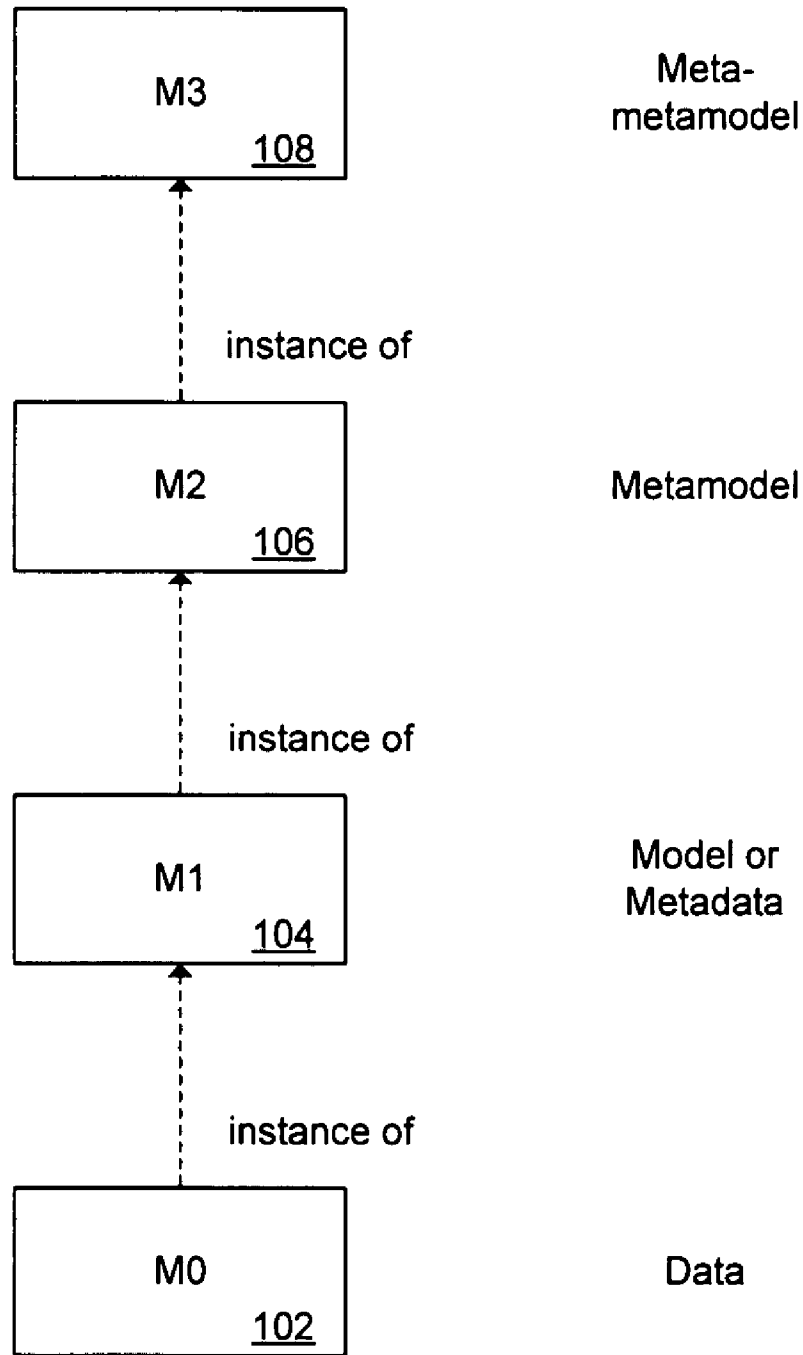 M3
108
Meta-
metamodel
instance of
M2
106
Metamodel
instance of
M1
104
Model or
Metadata
instance of
M0
102
Data